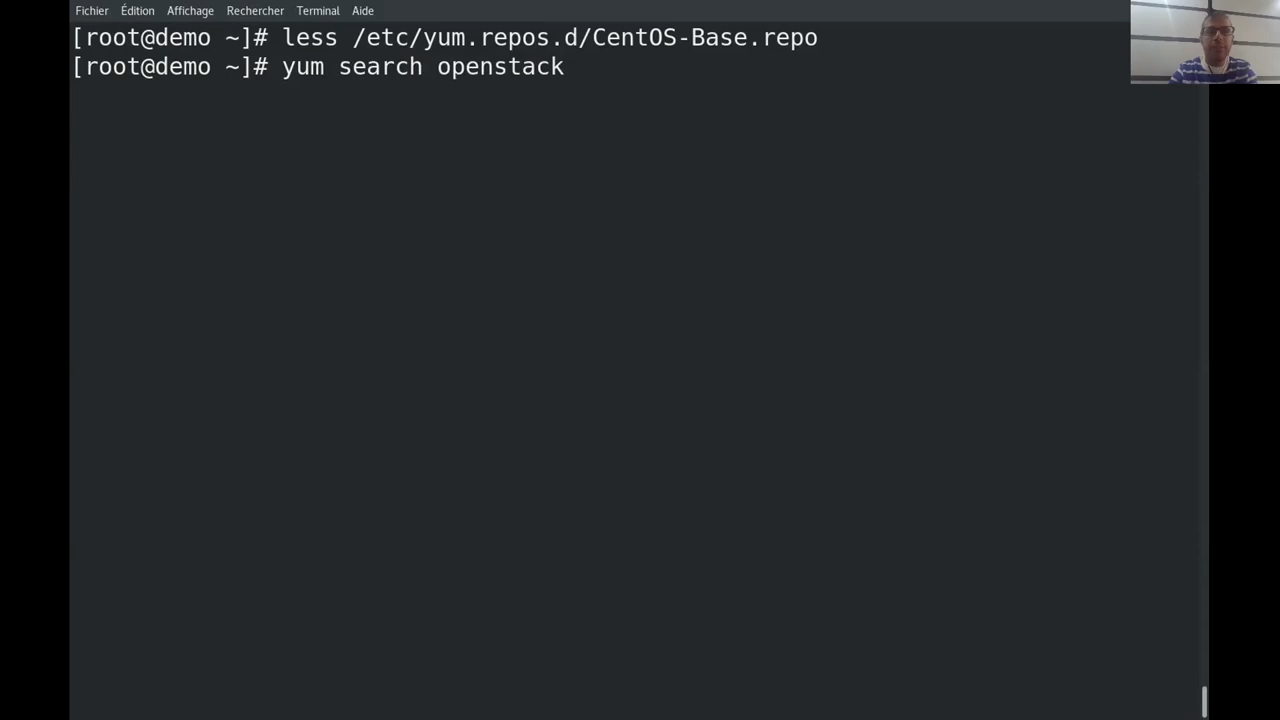 Fichier Édition Affichage Rechercher Terminal Aide
[root@demo ~]# less /etc/yum.repos.d/CentOS-Base.repo
[root@demo ~]# yum search openstack